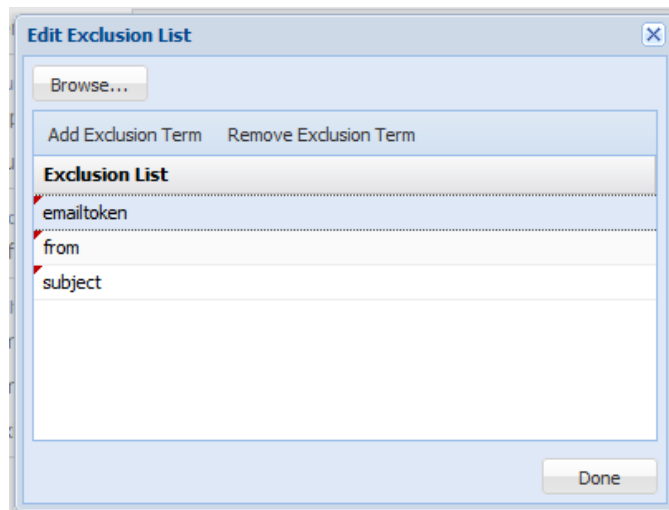 Edit Exclusion List
Browse...
Add Exclusion Term Remove Exclusion Term
Exclusion List
emailtoken
from
subject
Done